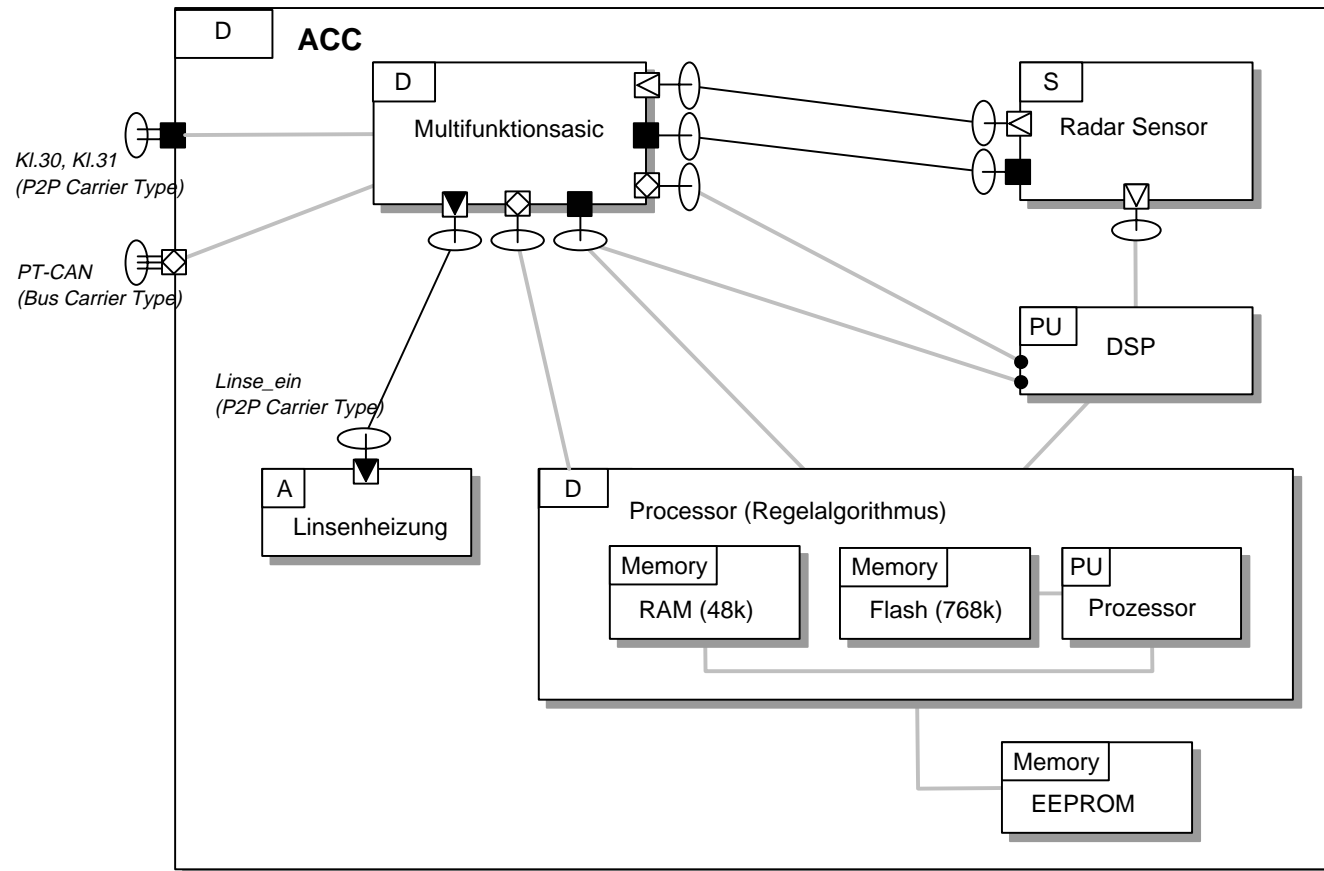 D
ACC
D
Multifunktionsasic
S
Radar Sensor
Kl.30, Kl.31
(P2P Carrier Type)
PT-CAN
(Bus Carrier Type)
PU
DSP
Linse_ein
(P2P Carrier Type)
A
Linsenheizung
D
Processor (Regelalgorithmus)
Memory
RAM (48k)
Memory
Flash (768k)
PU
Prozessor
Memory
EEPROM